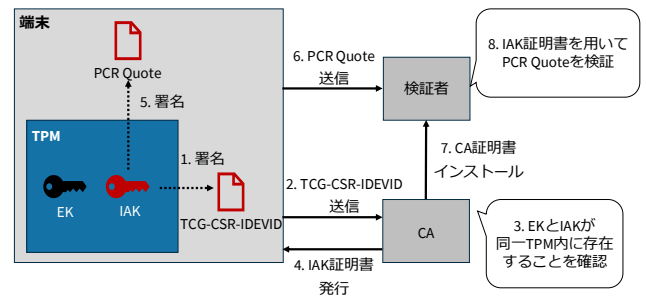 端末
PCR Quote
5. 署名
TPM
EK
IAK
1. 署名
TCG-CSR-IDEVID
6. PCR Quote
送信
検証者
8. IAK証明書を用いて
PCR Quoteを検証
7. CA証明書
インストール
2. TCG-CSR-IDEVID
送信
CA
3. EKとIAKが
同一TPM内に存在
することを確認
4. IAK証明書
発行